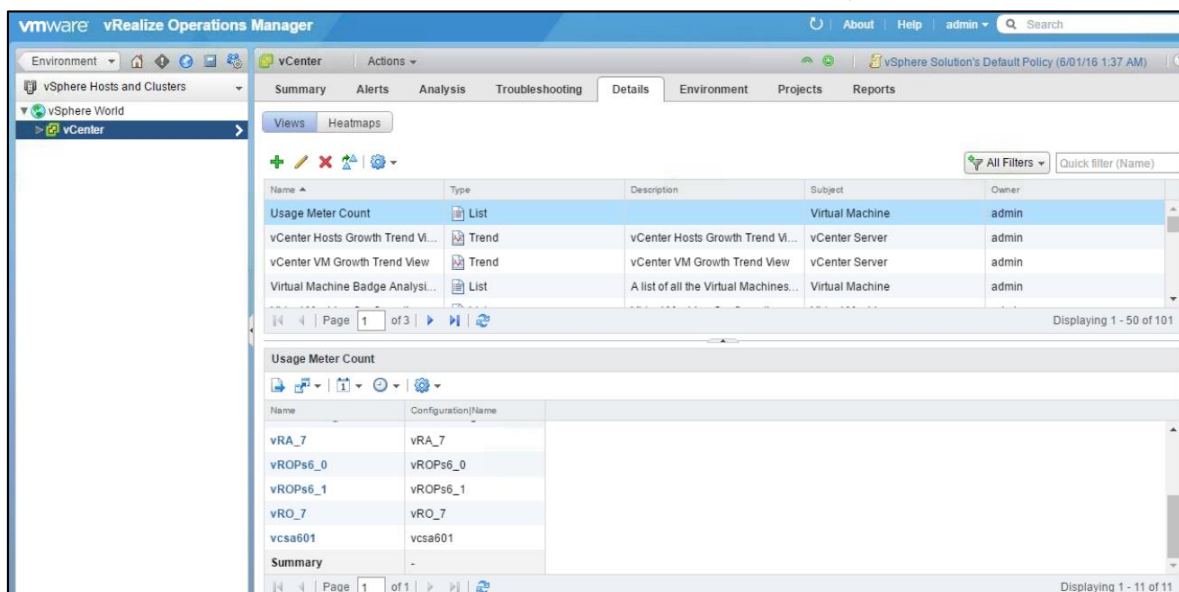 vmware vRealize Operations Manager About Help admin Search
Environment vCenter Actions vSphere Solution's Default Policy (6/01/16 1:37 AM)
vSphere Hosts and Clusters Summary Alerts Analysis Troubleshooting Details Environment Projects Reports
vSphere World
vCenter
Views Heatmaps
All Filters Quick filter (Name)
Name Type Description Subject Owner
Usage Meter Count List Virtual Machine admin
vCenter Hosts Growth Trend Vi... Trend vCenter Hosts Growth Trend Vi... vCenter Server admin
vCenter VM Growth Trend View Trend vCenter VM Growth Trend View vCenter Server admin
Virtual Machine Badge Analysi... List A list of all the Virtual Machines... Virtual Machine admin
Page 1 of 3 Displaying 1 - 50 of 101
Usage Meter Count
Name Configuration|Name
vRA_7 vRA_7
vROPs6_0 vROPs6_0
vROPs6_1 vROPs6_1
vRO_7 vRO_7
vcsa601 vcsa601
Summary -
Page 1 of 1 Displaying 1 - 11 of 11